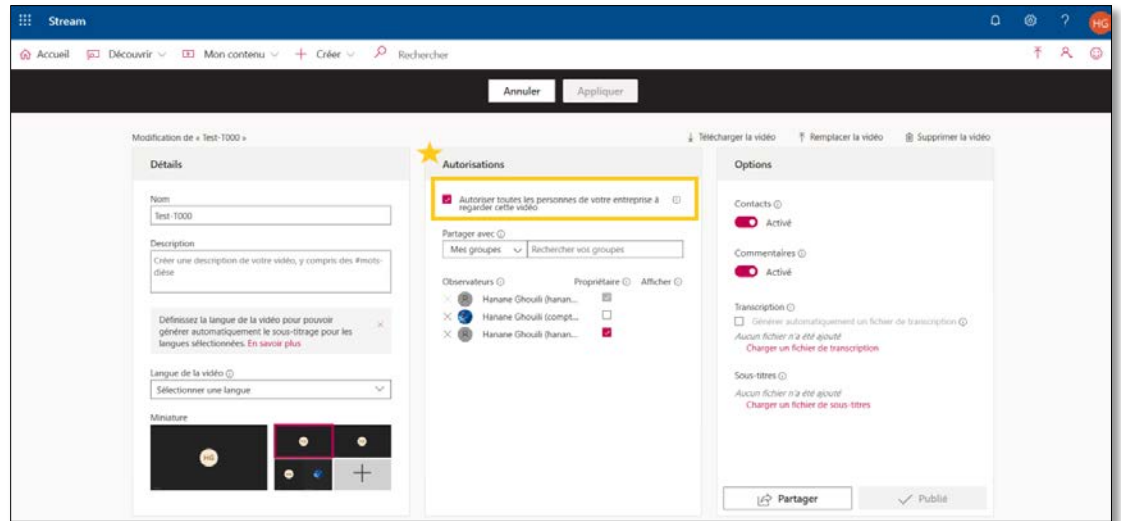 Stream
HG
Accueil Découvrir Mon contenu Créer Rechercher
Annuler Appliquer
Modification de « Test-T000 »
Télécharger la vidéo Remplacer la vidéo Supprimer la vidéo
Détails
Nom
Test-T000
Description
Créer une description de votre vidéo, y compris des #mots-
dièse
Définissez la langue de la vidéo pour pouvoir
générer automatiquement le sous-titrage pour les
langues sélectionnées. En savoir plus
Langue de la vidéo
Sélectionner une langue
Miniature
HG
Autorisations
Autoriser toutes les personnes de votre entreprise à
regarder cette vidéo
Partager avec
Mes groupes Rechercher vos groupes
Observateurs Propriétaire Afficher
Hanane Ghouili (hanan...
Hanane Ghouili (compt...
Hanane Ghouili (hanan...
Options
Contacts
Activé
Commentaires
Activé
Transcription
Générer automatiquement un fichier de transcription
Aucun fichier n'a été ajouté
Charger un fichier de transcription
Sous-titres
Aucun fichier n'a été ajouté
Charger un fichier de sous-titres
Partager Publié